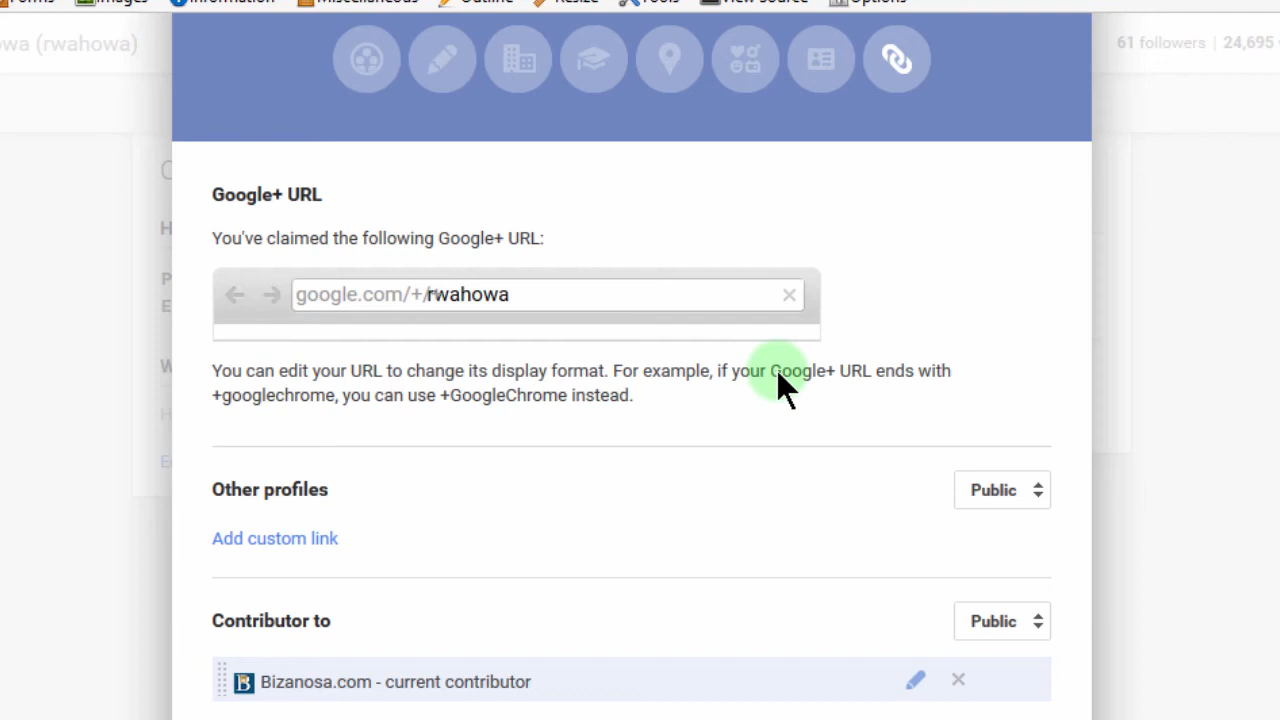 Forms Images Information Miscellaneous Outline Resize Tools View Source Options
owa (rwahowa)
61 followers | 24,695
Google+ URL
You've claimed the following Google+ URL:
google.com/+/rwahowa
You can edit your URL to change its display format. For example, if your Google+ URL ends with
+googlechrome, you can use +GoogleChrome instead.
Other profiles
Public
Add custom link
Contributor to
Public
Bizanosa.com - current contributor